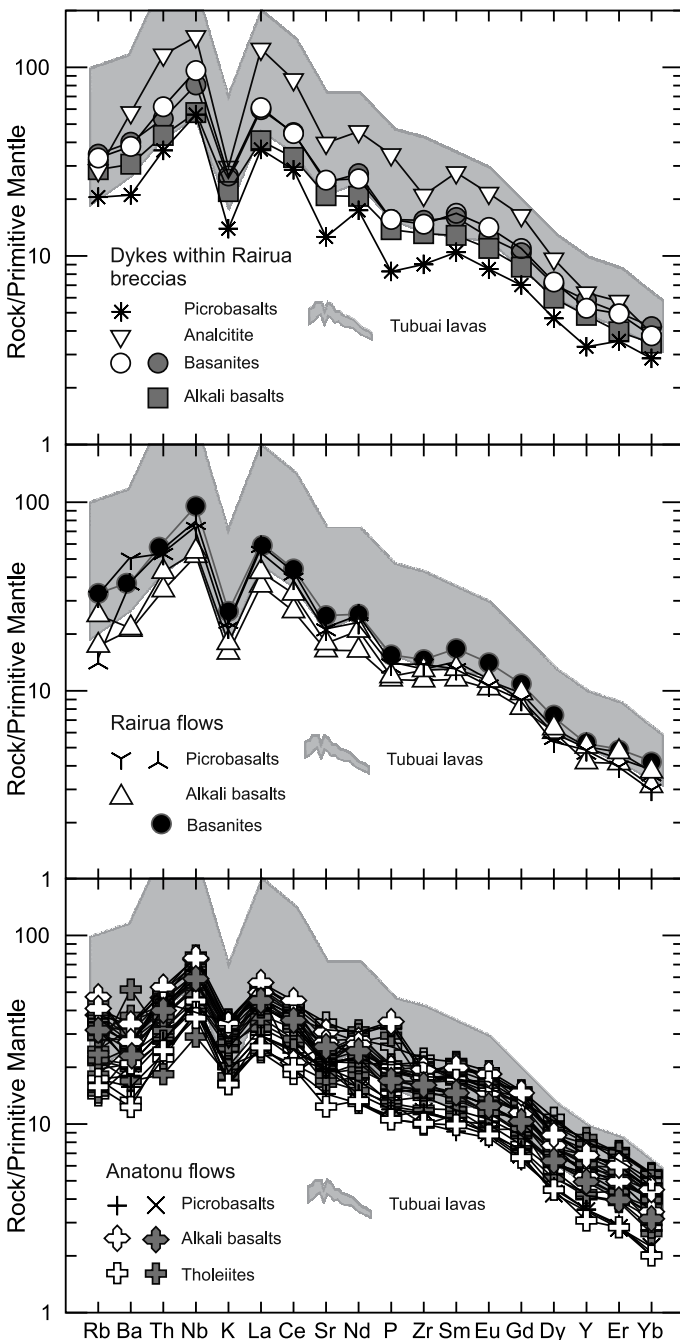 100
10
Rock/Primitive Mantle
Dykes within Rairua
breccias
Picrobasalts
Analcitite
Basanites
Alkali basalts
Tubuai lavas
1
100
10
Rock/Primitive Mantle
Rairua flows
Picrobasalts
Alkali basalts
Basanites
Tubuai lavas
1
100
10
1
Rock/Primitive Mantle
Anatonu flows
Picrobasalts
Alkali basalts
Tholeiites
Tubuai lavas
Rb Ba Th Nb K La Ce Sr Nd P Zr Sm Eu Gd Dy Y Er Yb